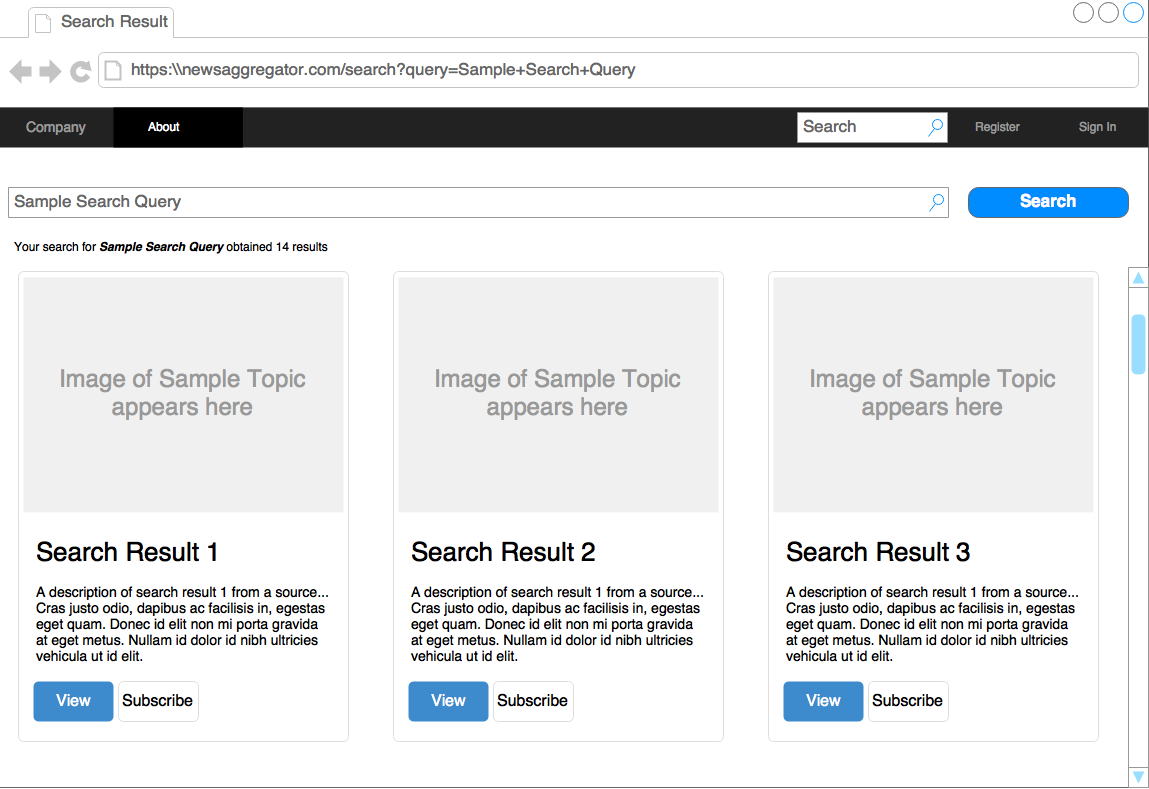 Search Result
https:\\newsaggregator.com/search?query=Sample+Search+Query
Company About Search Register Sign In
Sample Search Query Search
Your search for Sample Search Query obtained 14 results
Image of Sample Topic
appears here
Search Result 1
A description of search result 1 from a source...
Cras justo odio, dapibus ac facilisis in, egestas
eget quam. Donec id elit non mi porta gravida
at eget metus. Nullam id dolor id nibh ultricies
vehicula ut id elit.
View Subscribe
Image of Sample Topic
appears here
Search Result 2
A description of search result 1 from a source...
Cras justo odio, dapibus ac facilisis in, egestas
eget quam. Donec id elit non mi porta gravida
at eget metus. Nullam id dolor id nibh ultricies
vehicula ut id elit.
View Subscribe
Image of Sample Topic
appears here
Search Result 3
A description of search result 1 from a source...
Cras justo odio, dapibus ac facilisis in, egestas
eget quam. Donec id elit non mi porta gravida
at eget metus. Nullam id dolor id nibh ultricies
vehicula ut id elit.
View Subscribe